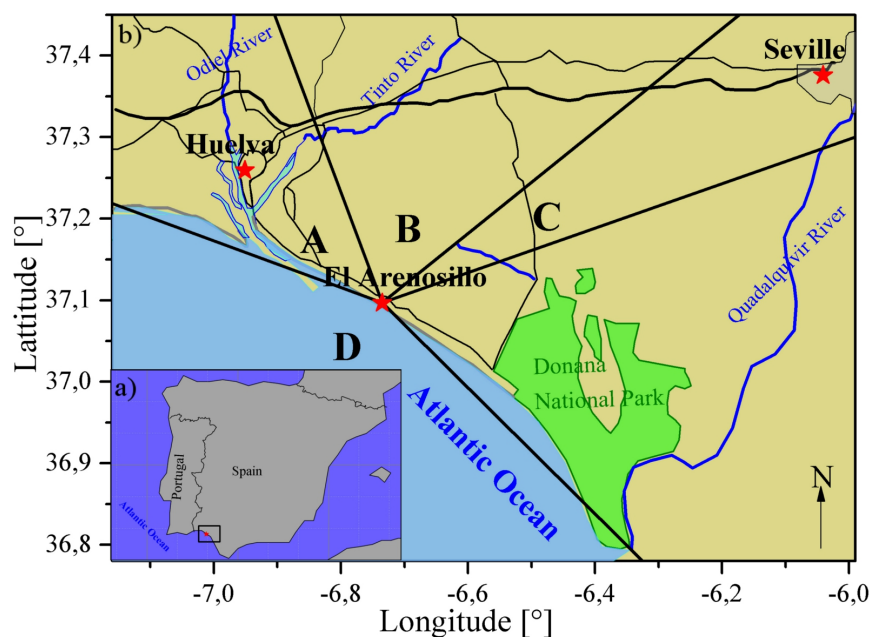 b)
37,4
37,3
37,2
37,1
37,0
36,9
36,8
Lattitude [°]
Odiel River
Tinto River
Seville
Huelva
A
B
C
El Arenosillo
D
Quadalquivir River
Donana
National Park
Atlantic Ocean
a)
Portugal
Spain
Atlantic Ocean
N
-7,0
-6,8
-6,6
-6,4
-6,2
-6,0
Longitude [°]